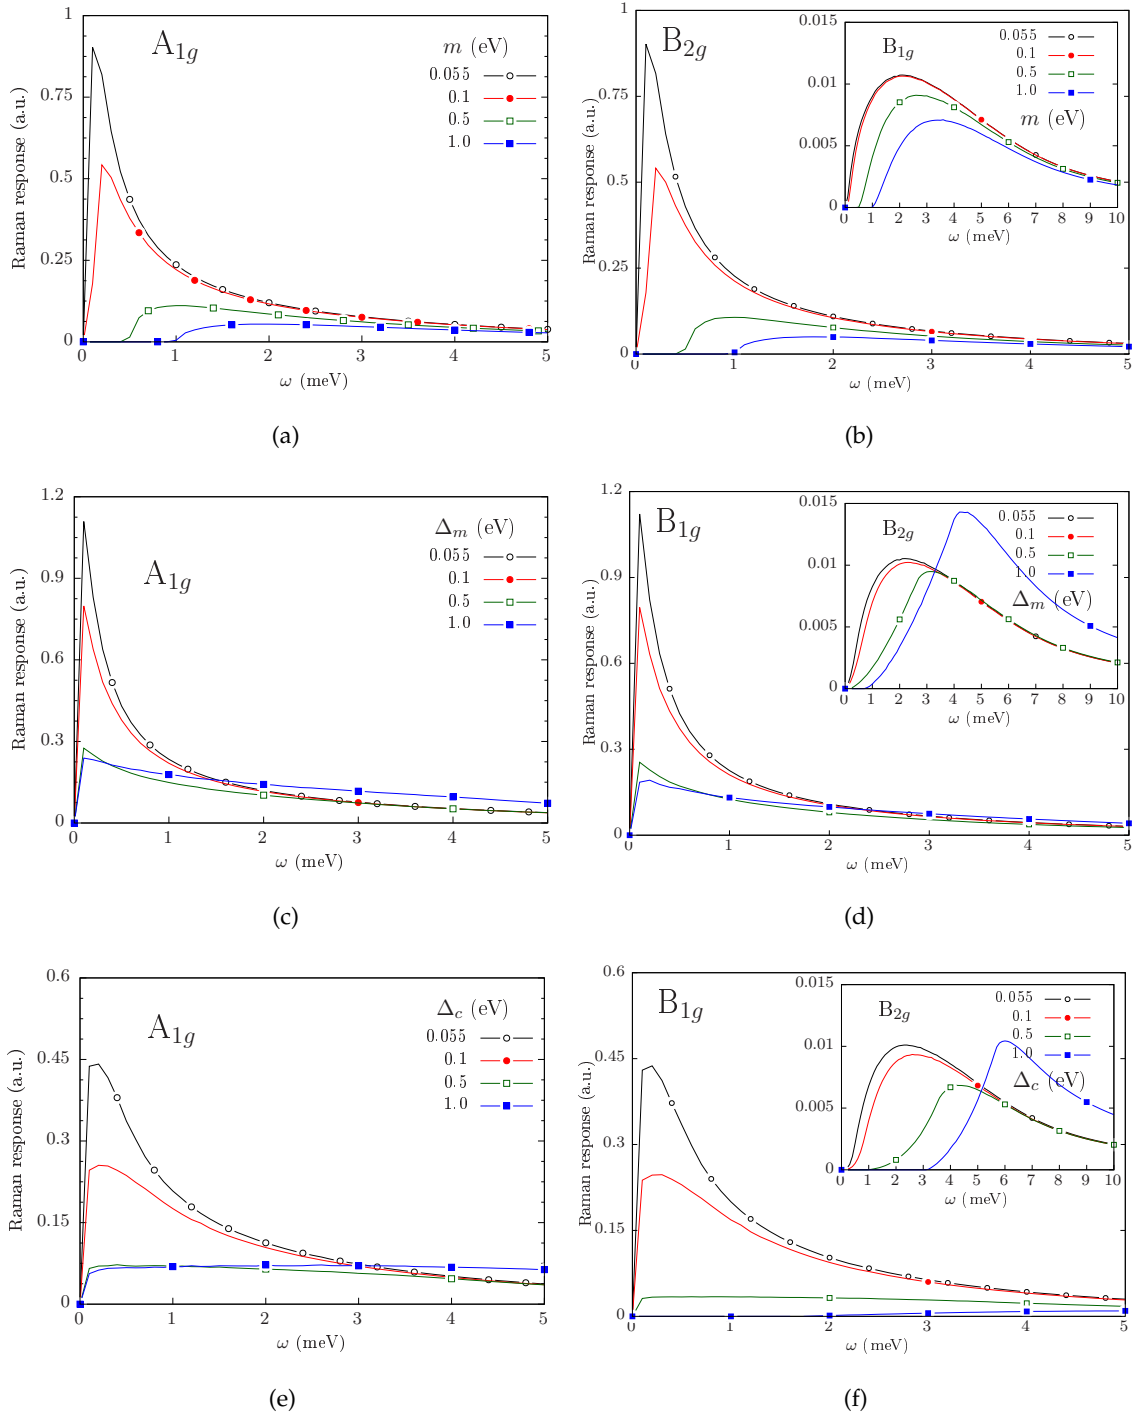 A1g
m (eV)
0.055
0.1
0.5
1.0
Raman response (a.u.)
1
0.75
0.5
0.25
0
0 1 2 3 4 5
ω (meV)
(a)
B2g
Raman response (a.u.)
1
0.75
0.5
0.25
0
0 1 2 3 4 5
ω (meV)
B1g
0.055
0.1
0.5
1.0
m (eV)
0.015
0.01
0.005
0
0 1 2 3 4 5 6 7 8 9 10
ω (meV)
(b)
A1g
Δm (eV)
0.055
0.1
0.5
1.0
Raman response (a.u.)
1.2
0.9
0.6
0.3
0
0 1 2 3 4 5
ω (meV)
(c)
B1g
Raman response (a.u.)
1.2
0.9
0.6
0.3
0
0 1 2 3 4 5
ω (meV)
B2g
0.055
0.1
0.5
1.0
Δm (eV)
0.015
0.01
0.005
0
0 1 2 3 4 5 6 7 8 9 10
ω (meV)
(d)
A1g
Δc (eV)
0.055
0.1
0.5
1.0
Raman response (a.u.)
0.6
0.45
0.3
0.15
0
0 1 2 3 4 5
ω (meV)
(e)
B1g
Raman response (a.u.)
0.6
0.45
0.3
0.15
0
0 1 2 3 4 5
ω (meV)
B2g
0.055
0.1
0.5
1.0
Δc (eV)
0.015
0.01
0.005
0
0 1 2 3 4 5 6 7 8 9 10
ω (meV)
(f)